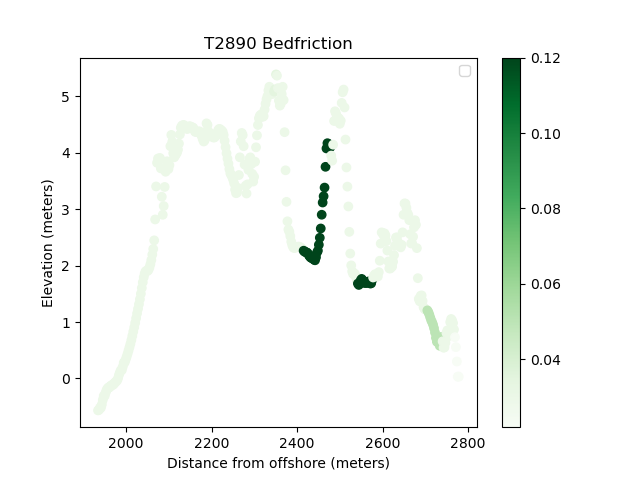 T2890 Bedfriction
5
4
3
2
1
0
Elevation (meters)
2000 2200 2400 2600 2800
Distance from offshore (meters)
0.12
0.10
0.08
0.06
0.04